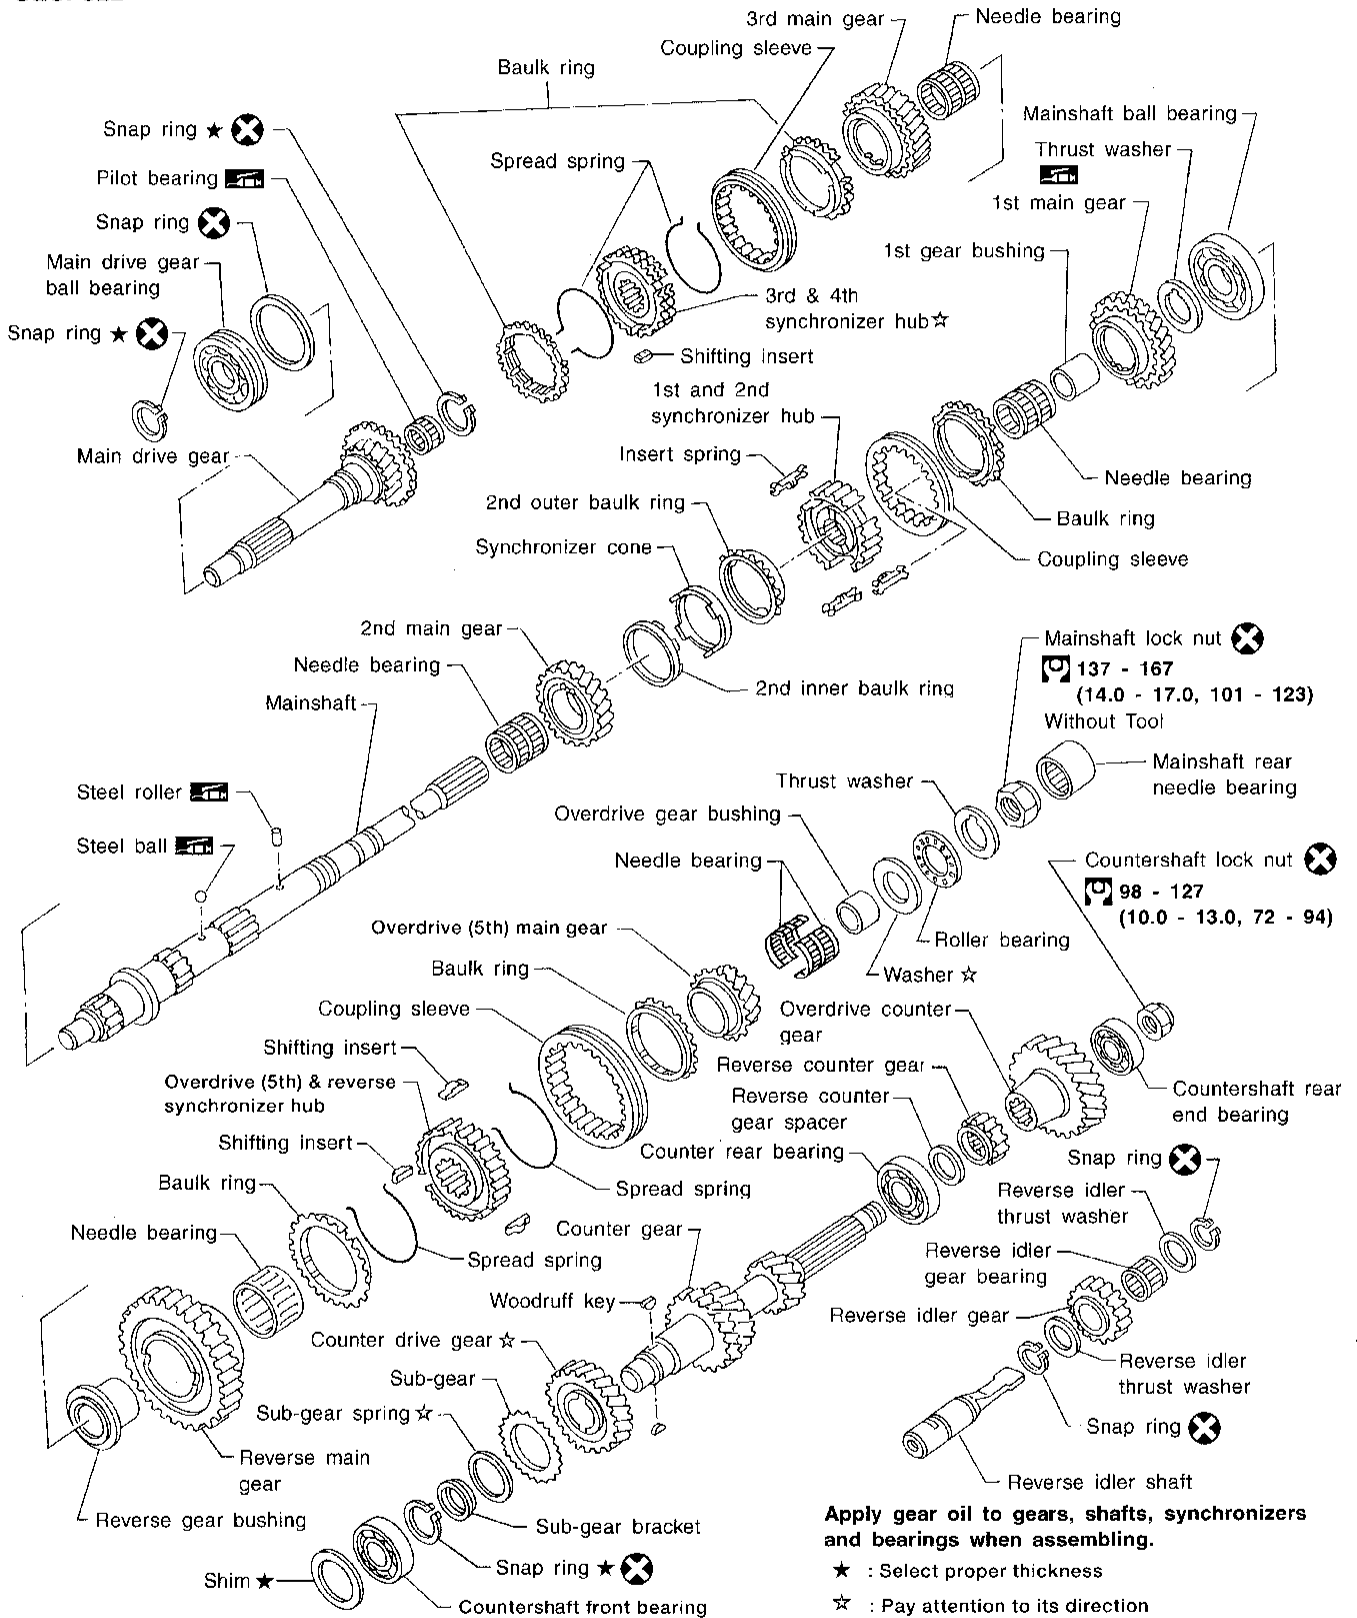 3rd main gear
Needle bearing
Coupling sleeve
Baulk ring
Snap ring ★
Mainshaft ball bearing
Thrust washer
Spread spring
Pilot bearing
1st main gear
Snap ring
1st gear bushing
Main drive gear
ball bearing
3rd & 4th
synchronizer hub ☆
Snap ring ★
Shifting insert
1st and 2nd
synchronizer hub
Main drive gear
Insert spring
Needle bearing
2nd outer baulk ring
Baulk ring
Synchronizer cone
Coupling sleeve
2nd main gear
Mainshaft lock nut
137 - 167
(14.0 - 17.0, 101 - 123)
Without Tool
Needle bearing
2nd inner baulk ring
Mainshaft
Mainshaft rear
needle bearing
Thrust washer
Steel roller
Overdrive gear bushing
Steel ball
Needle bearing
Countershaft lock nut
98 - 127
(10.0 - 13.0, 72 - 94)
Overdrive (5th) main gear
Roller bearing
Baulk ring
Washer ☆
Coupling sleeve
Overdrive counter
gear
Shifting insert
Reverse counter gear
Overdrive (5th) & reverse
synchronizer hub
Reverse counter
gear spacer
Countershaft rear
end bearing
Shifting insert
Counter rear bearing
Snap ring
Baulk ring
Spread spring
Reverse idler
thrust washer
Needle bearing
Counter gear
Spread spring
Reverse idler
gear bearing
Woodruff key
Reverse idler gear
Counter drive gear ☆
Sub-gear
Reverse idler
thrust washer
Sub-gear spring ☆
Snap ring
Reverse main
gear
Reverse idler shaft
Reverse gear bushing
Sub-gear bracket
Snap ring ★
Shim ★
Countershaft front bearing
Apply gear oil to gears, shafts, synchronizers
and bearings when assembling.
★ : Select proper thickness
☆ : Pay attention to its direction